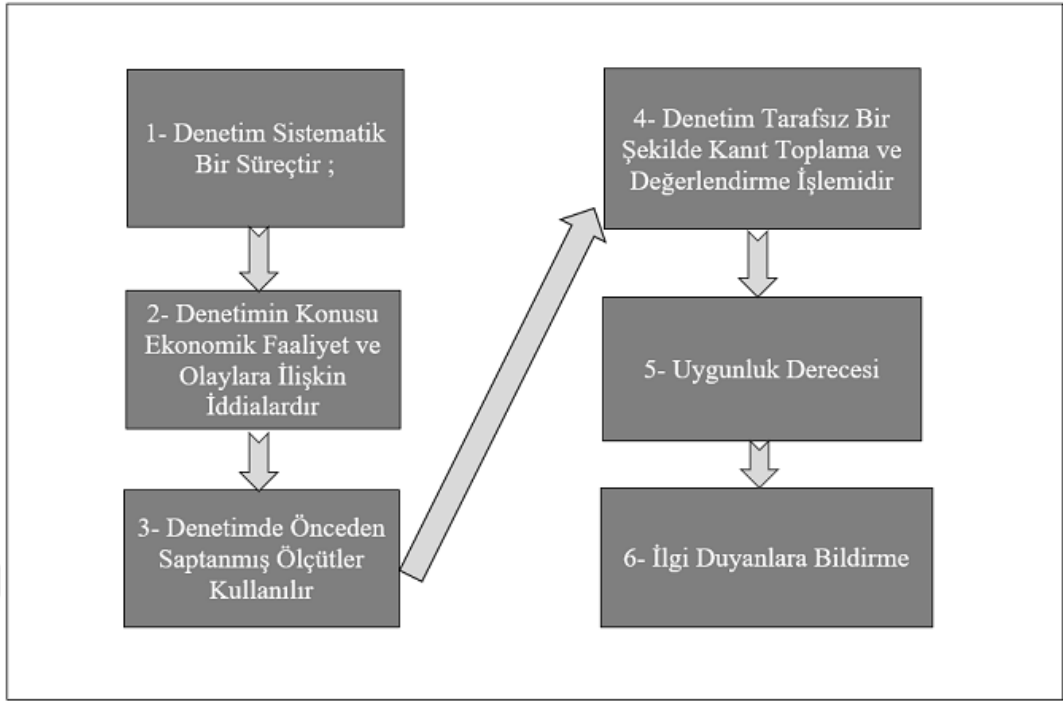 1- Denetim Sistematik
Bir Süreçtir ;
2- Denetimin Konusu
Ekonomik Faaliyet ve
Olaylara İlişkin
İddialardır
3- Denetimde Önceden
Saptanmış Ölçütler
Kullanılır
4- Denetim Tarafsız Bir
Şekilde Kanıt Toplama ve
Değerlendirme İşlemidir
5- Uygunluk Derecesi
6- İlgi Duyanlara Bildirme